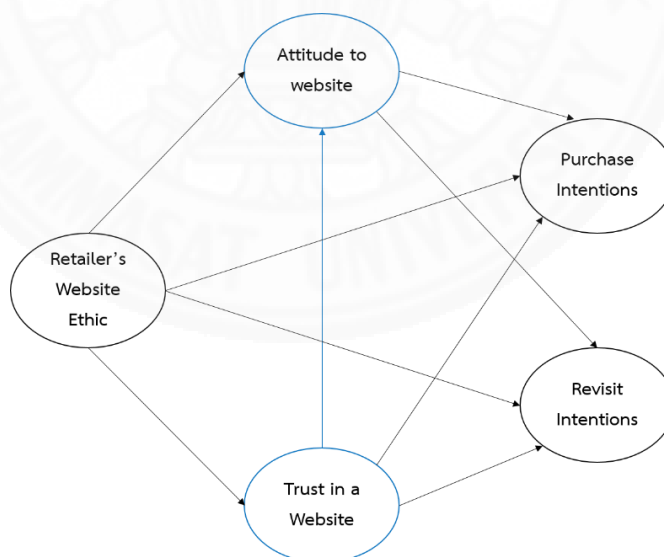 Attitude to
website
Purchase
Intentions
Retailer's
Website
Ethic
Revisit
Intentions
Trust in a
Website